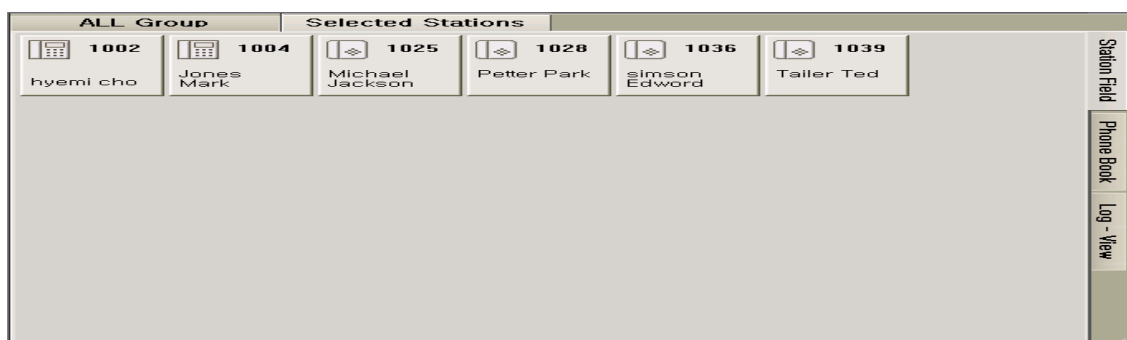 ALL Group
Selected Stations
1002
hyemi cho
1004
Jones
Mark
1025
Michael
Jackson
1028
Petter Park
1036
simson
Edword
1039
Tailer Ted
Station Field
Phone Book
Log - View